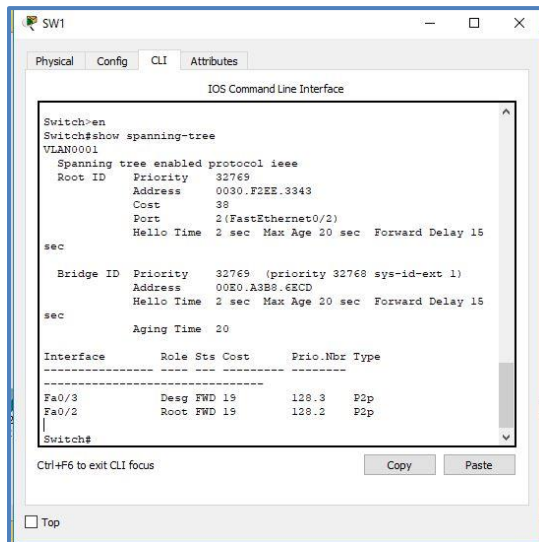 SW1
Physical Config CLI Attributes
IOS Command Line Interface
Switch>en
Switch#show spanning-tree
VLAN0001
Spanning tree enabled protocol ieee
Root ID Priority 32769
Address 0030.F2EE.3343
Cost 38
Port 2(FastEthernet0/2)
Hello Time 2 sec Max Age 20 sec Forward Delay 15
sec
Bridge ID Priority 32769 (priority 32768 sys-id-ext 1)
Address 00E0.A3B8.6ECD
Hello Time 2 sec Max Age 20 sec Forward Delay 15
sec
Aging Time 20
Interface Role Sts Cost Prio.Nbr Type
---------------- ---- --- --------- --------
--------------------------------
Fa0/3 Desg FWD 19 128.3 P2p
Fa0/2 Root FWD 19 128.2 P2p
Switch#
Ctrl+F6 to exit CLI focus Copy Paste
Top